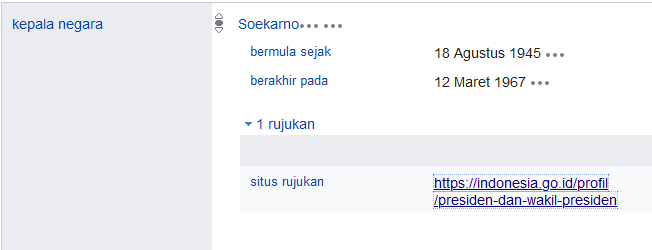 kepala negara
Soekarno
bermula sejak 18 Agustus 1945
berakhir pada 12 Maret 1967
1 rujukan
situs rujukan https://indonesia.go.id/profil
/presiden-dan-wakil-presiden